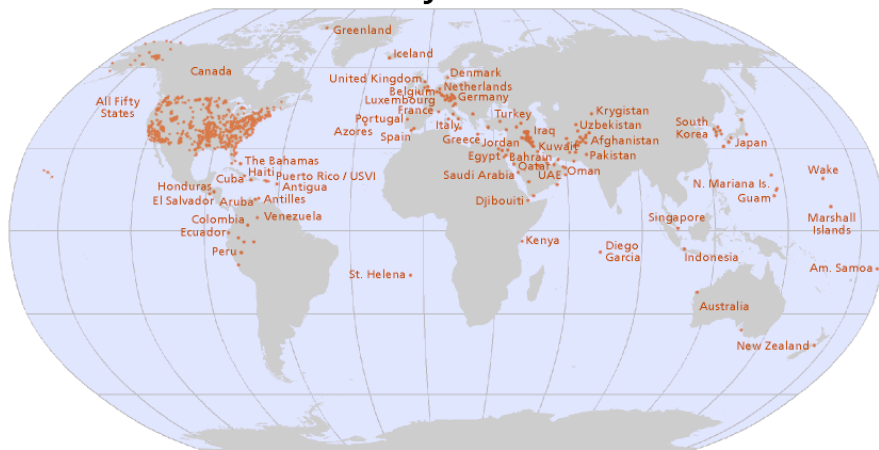 Greenland
Iceland
Canada
United Kingdom
Denmark
Belgium
Netherlands
Luxembourg
Germany
All Fifty
States
France
Portugal
Azores
Spain
Italy
Greece
Turkey
Jordan
Iraq
Krygistan
Uzbekistan
Afghanistan
Kuwait
Pakistan
Egypt
Bahrain
Qatar
Oman
Saudi Arabia
UAE
South
Korea
Japan
The Bahamas
Haiti
Cuba
Puerto Rico / USVI
Antigua
Honduras
El Salvador
Aruba
Antilles
Colombia
Venezuela
Ecuador
Peru
Djibouiti
Kenya
St. Helena
Diego
Garcia
Singapore
Indonesia
Wake
N. Mariana Is.
Guam
Marshall
Islands
Am. Samoa
Australia
New Zealand